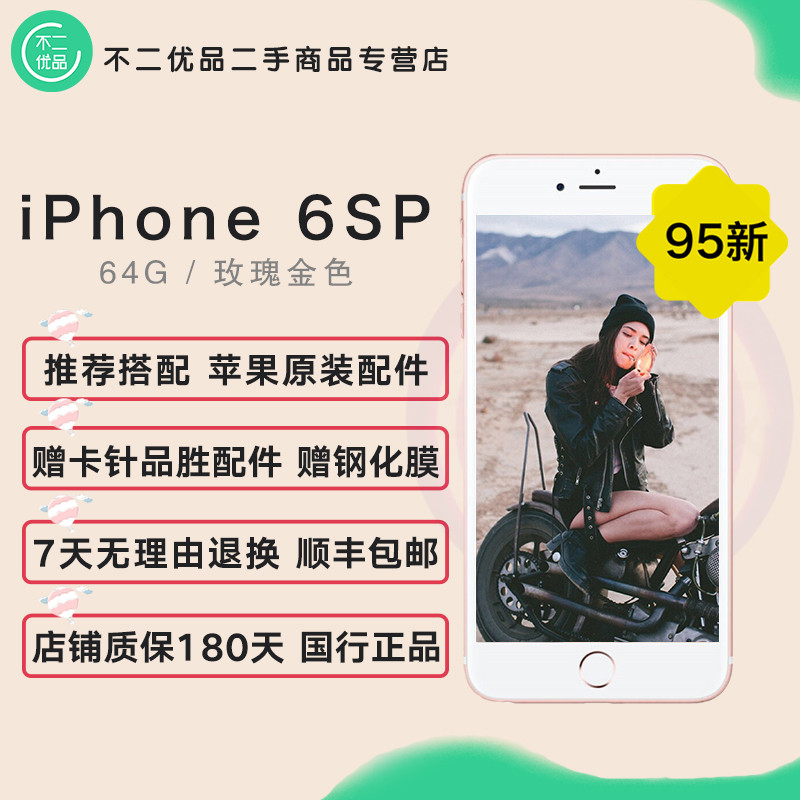 不二
优品
不二优品二手商品专营店
iPhone 6SP
64G / 玫瑰金色
95新
推荐搭配 苹果原装配件
赠卡针品胜配件 赠钢化膜
7天无理由退换 顺丰包邮
店铺质保180天 国行正品